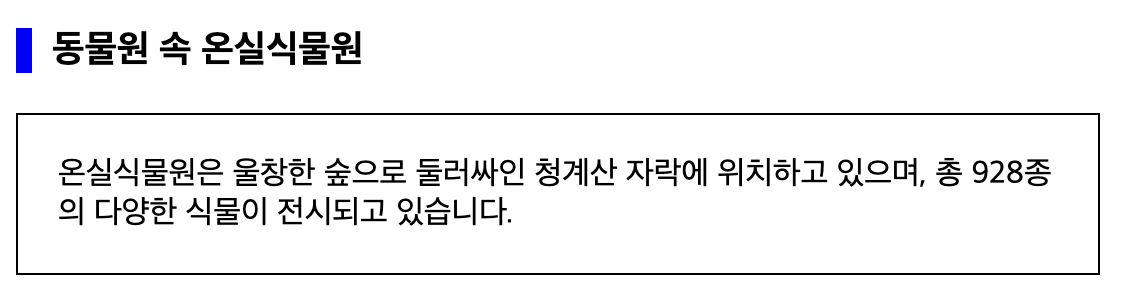 동물원 속 온실식물원
온실식물원은 울창한 숲으로 둘러싸인 청계산 자락에 위치하고 있으며, 총 928종
의 다양한 식물이 전시되고 있습니다.